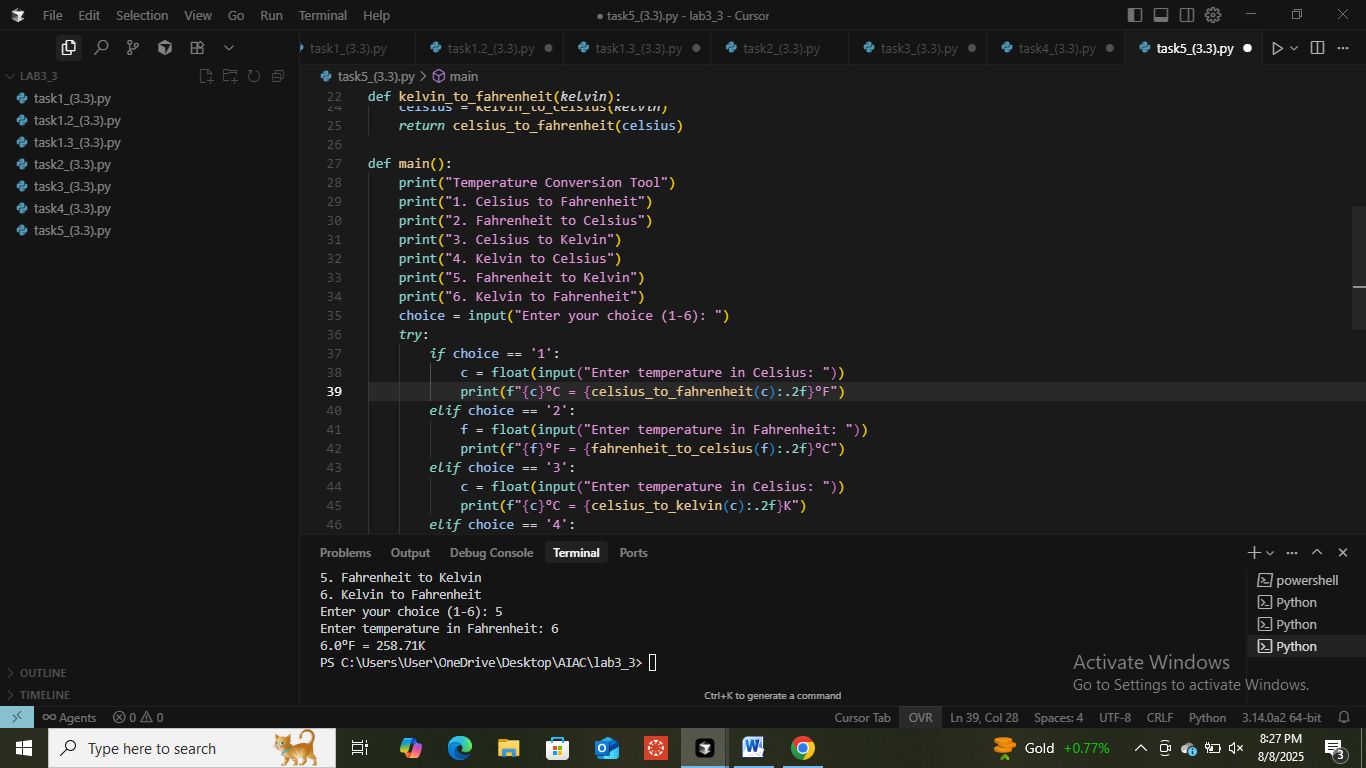 File Edit Selection View Go Run Terminal Help
● task5_(3.3).py - lab3_3 - Cursor
task1_(3.3).py
task1.2_(3.3).py ●
task1.3_(3.3).py ●
task2_(3.3).py
task3_(3.3).py ●
task4_(3.3).py ●
task5_(3.3).py ●
LAB3_3
task1_(3.3).py
task1.2_(3.3).py
task1.3_(3.3).py
task2_(3.3).py
task3_(3.3).py
task4_(3.3).py
task5_(3.3).py
OUTLINE
TIMELINE
task5_(3.3).py > main
22 def kelvin_to_fahrenheit(kelvin):
24 celsius = kelvin_to_celsius(kelvin)
25 return celsius_to_fahrenheit(celsius)
26
27 def main():
28 print("Temperature Conversion Tool")
29 print("1. Celsius to Fahrenheit")
30 print("2. Fahrenheit to Celsius")
31 print("3. Celsius to Kelvin")
32 print("4. Kelvin to Celsius")
33 print("5. Fahrenheit to Kelvin")
34 print("6. Kelvin to Fahrenheit")
35 choice = input("Enter your choice (1-6): ")
36 try:
37 if choice == '1':
38 c = float(input("Enter temperature in Celsius: "))
39 print(f"{c}°C = {celsius_to_fahrenheit(c):.2f}°F")
40 elif choice == '2':
41 f = float(input("Enter temperature in Fahrenheit: "))
42 print(f"{f}°F = {fahrenheit_to_celsius(f):.2f}°C")
43 elif choice == '3':
44 c = float(input("Enter temperature in Celsius: "))
45 print(f"{c}°C = {celsius_to_kelvin(c):.2f}K")
46 elif choice == '4':
Problems Output Debug Console Terminal Ports
5. Fahrenheit to Kelvin
6. Kelvin to Fahrenheit
Enter your choice (1-6): 5
Enter temperature in Fahrenheit: 6
6.0°F = 258.71K
PS C:\Users\User\OneDrive\Desktop\AIAC\lab3_3>
Ctrl+K to generate a command
powershell
Python
Python
Python
Activate Windows
Go to Settings to activate Windows.
Agents 0 0
Cursor Tab OVR Ln 39, Col 28 Spaces: 4 UTF-8 CRLF Python 3.14.0a2 64-bit
Type here to search
Gold +0.77%
8:27 PM
8/8/2025
3